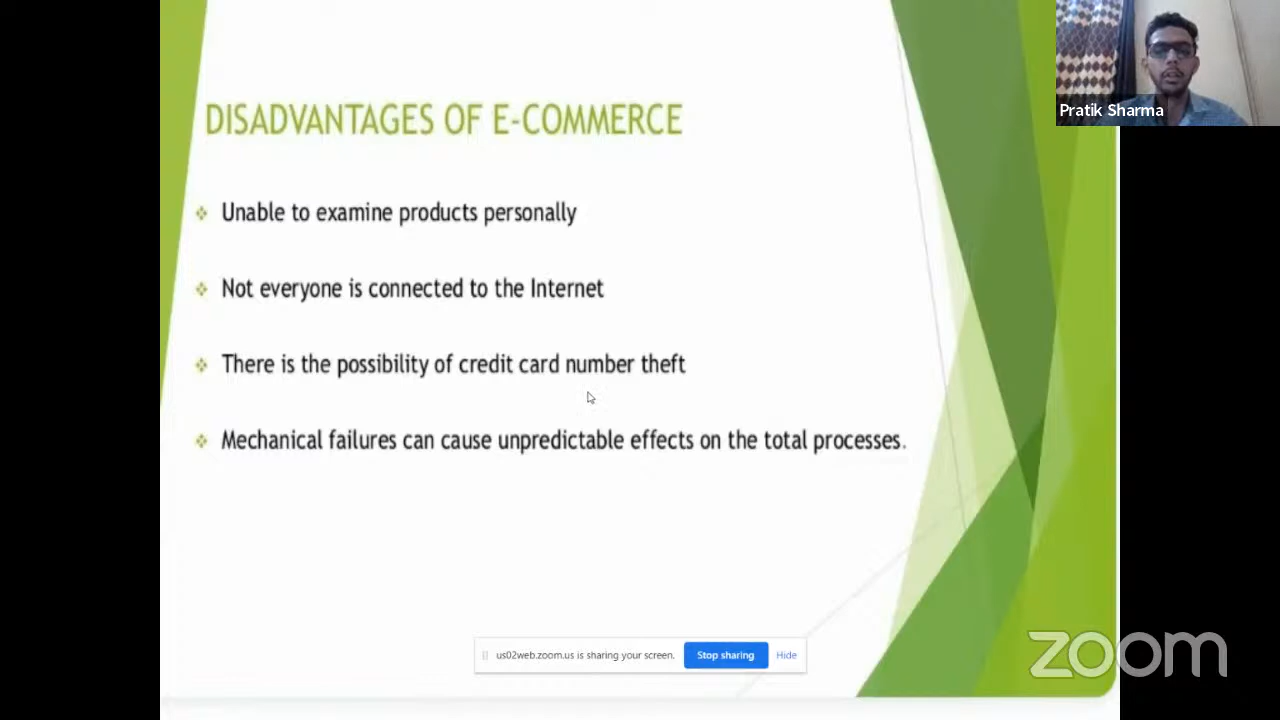 DISADVANTAGES OF E-COMMERCE
Unable to examine products personally
Not everyone is connected to the Internet
There is the possibility of credit card number theft
Mechanical failures can cause unpredictable effects on the total processes.
Pratik Sharma
us02web.zoom.us is sharing your screen.
Stop sharing
Hide
zoom